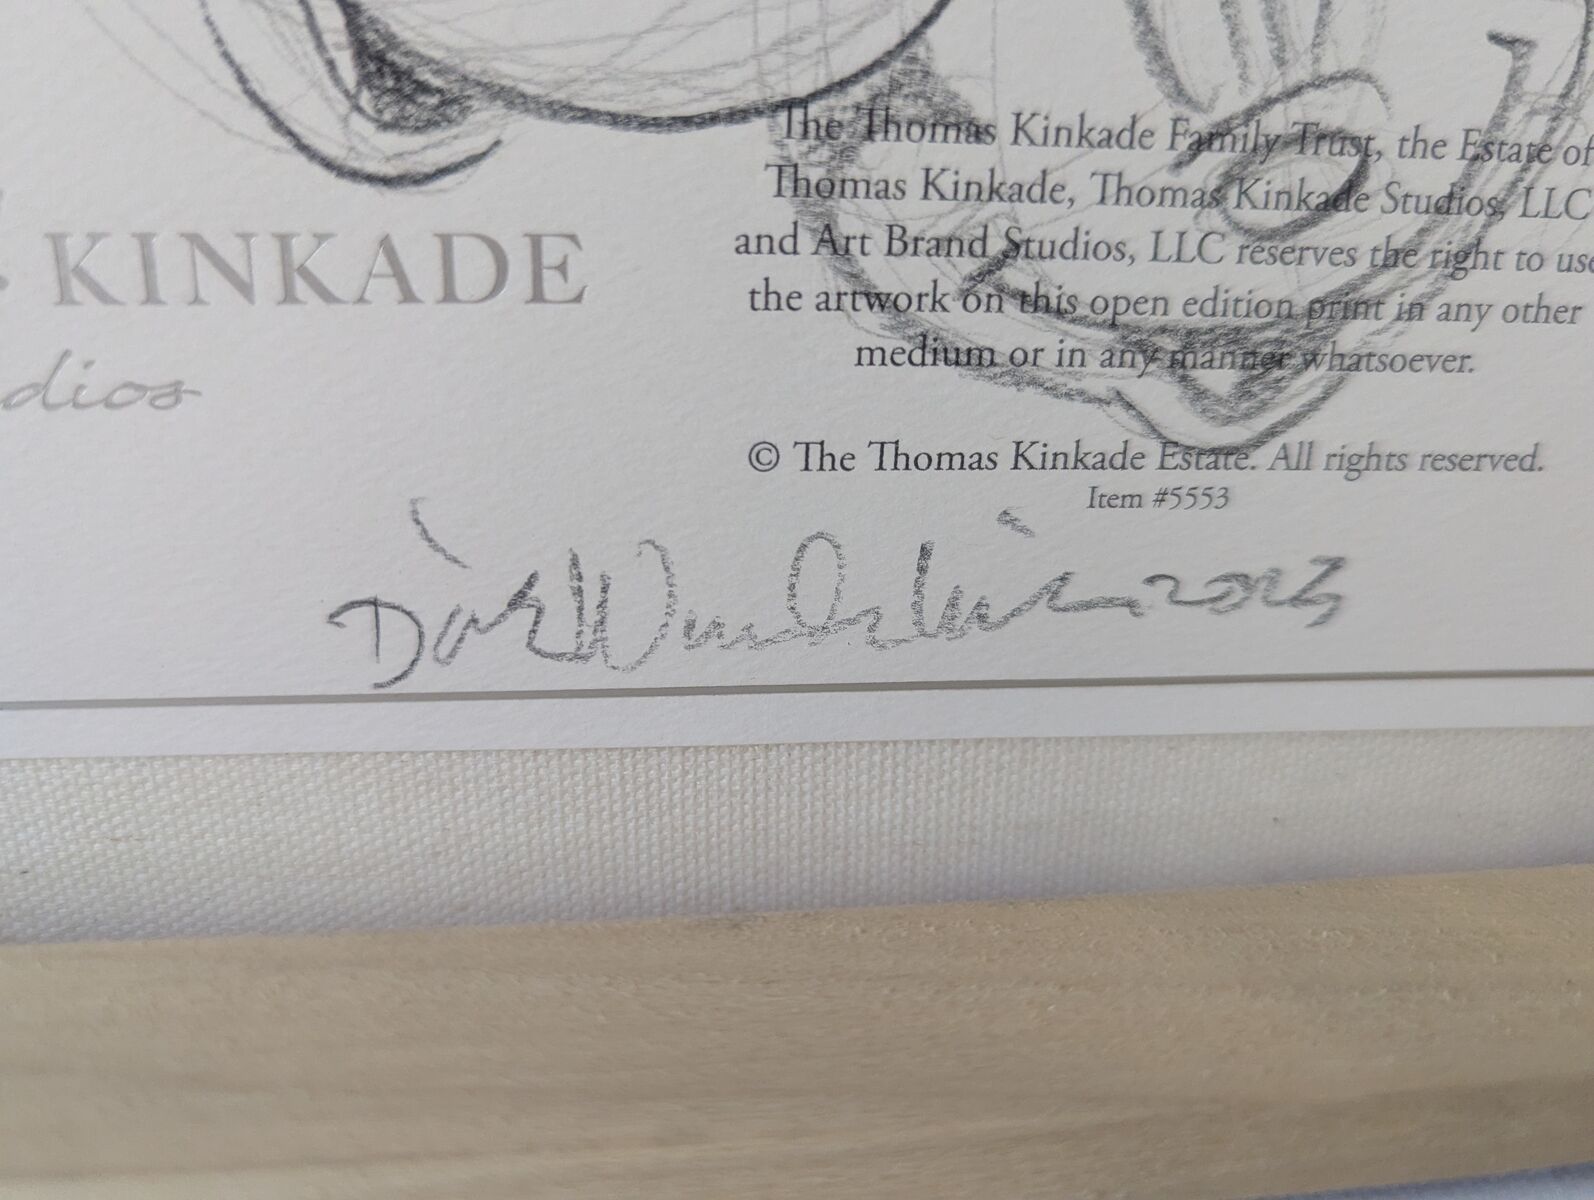 The Thomas Kinkade Family Trust, the Estate of
Thomas Kinkade, Thomas Kinkade Studios, LLC
and Art Brand Studios, LLC reserves the right to use
the artwork on this open edition print in any other
medium or in any manner whatsoever.
KINKADE
dios
© The Thomas Kinkade Estate. All rights reserved.
Item #5553